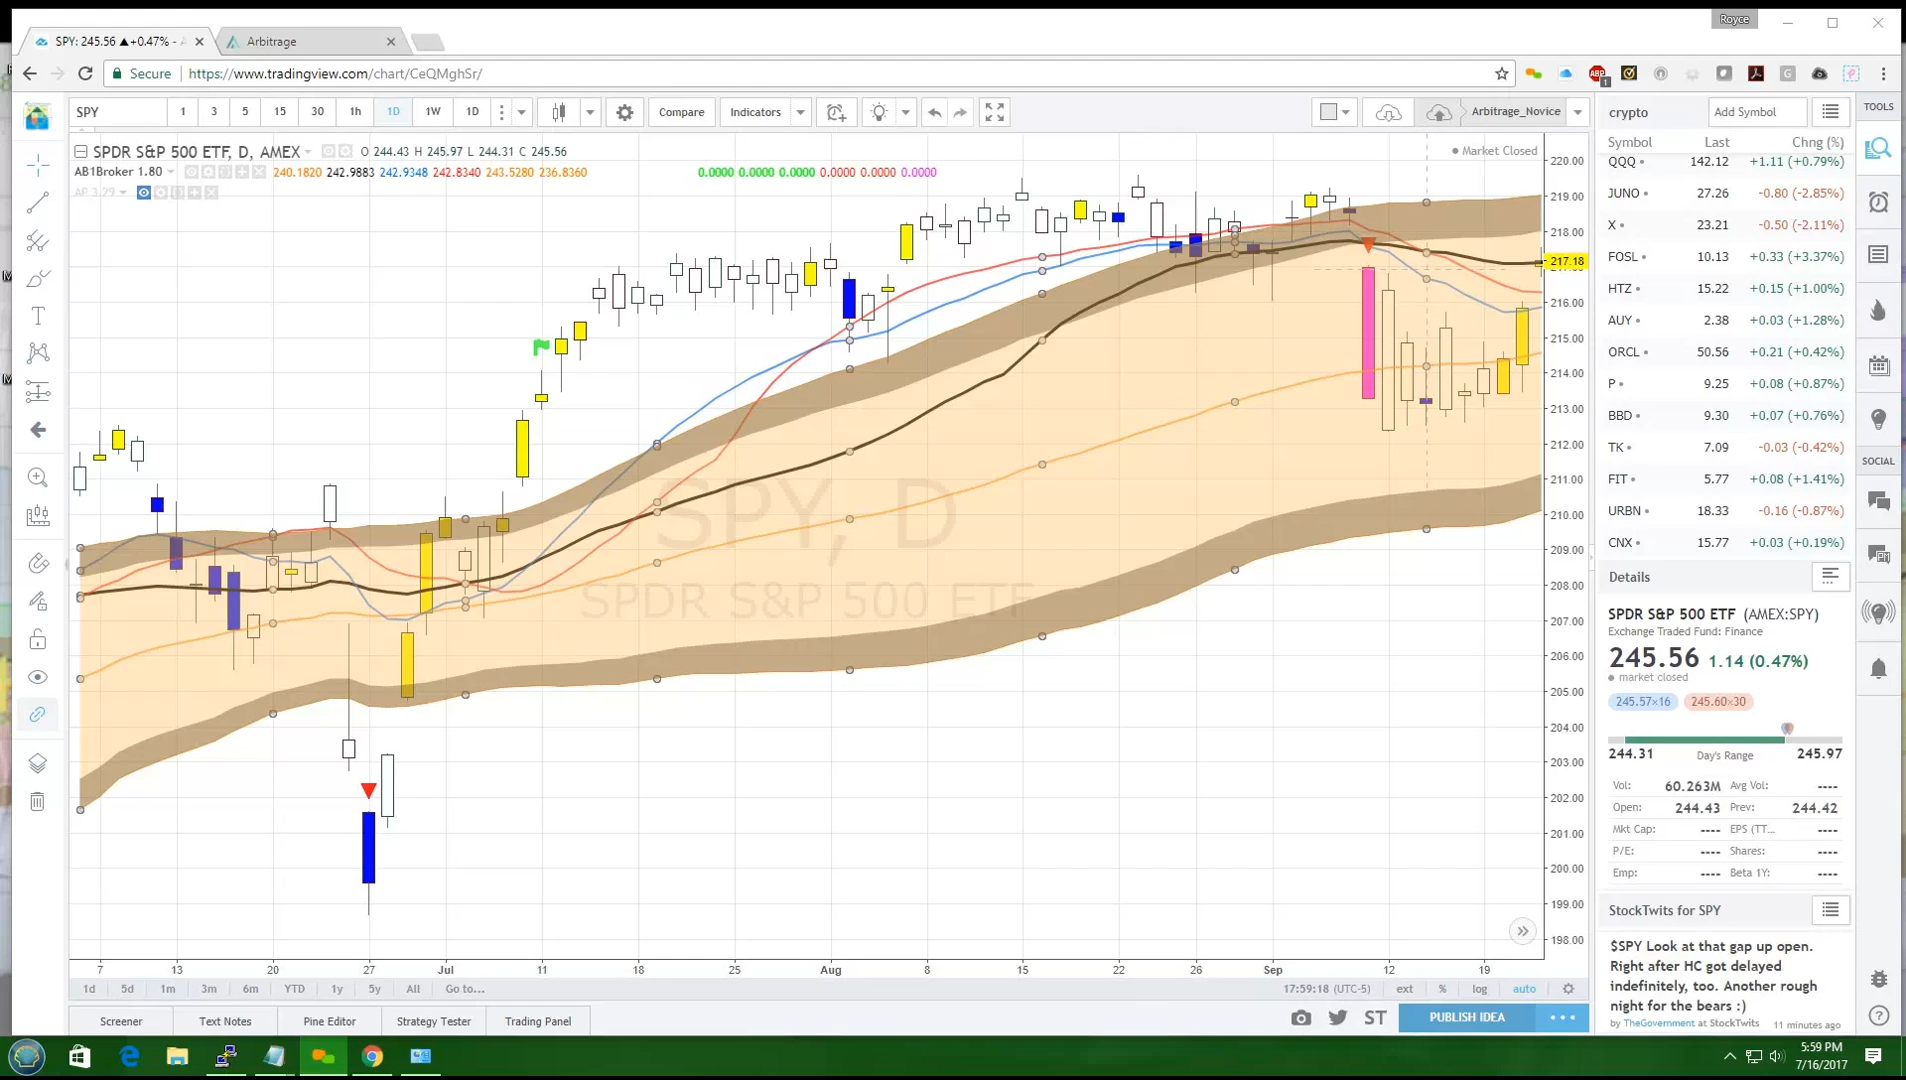 Royce
SPY: 245.56 ▲+0.47% -
Arbitrage
Secure
https://www.tradingview.com/chart/CeQMghSr/
SPY
1
3
5
15
30
1h
1D
1W
1D
Compare
Indicators
Arbitrage_Novice
SPDR S&P 500 ETF, D, AMEX
O 244.43 H 245.97 L 244.31 C 245.56
Market Closed
AB1Broker 1.80
240.1820 242.9883 242.9348 242.8340 243.5280 236.8360
0.0000 0.0000 0.0000 0.0000 0.0000 0.0000
AP 3.29
SPY, D
SPDR S&P 500 ETF
220.00
219.00
218.00
217.18
216.00
215.00
214.00
213.00
212.00
211.00
210.00
209.00
208.00
207.00
206.00
205.00
204.00
203.00
202.00
201.00
200.00
199.00
198.00
7 13 20 27 Jul 11 18 25 Aug 8 15 22 26 Sep 12 19
1d 5d 1m 3m 6m YTD 1y 5y All Go to...
17:59:18 (UTC-5) ext % log auto
Screener
Text Notes
Pine Editor
Strategy Tester
Trading Panel
ST
PUBLISH IDEA
crypto
Add Symbol
Symbol Last Chng (%)
QQQ 142.12 +1.11 (+0.79%)
JUNO 27.26 -0.80 (-2.85%)
X 23.21 -0.50 (-2.11%)
FOSL 10.13 +0.33 (+3.37%)
HTZ 15.22 +0.15 (+1.00%)
AUY 2.38 +0.03 (+1.28%)
ORCL 50.56 +0.21 (+0.42%)
P 9.25 +0.08 (+0.87%)
BBD 9.30 +0.07 (+0.76%)
TK 7.09 -0.03 (-0.42%)
FIT 5.77 +0.08 (+1.41%)
URBN 18.33 -0.16 (-0.87%)
CNX 15.77 +0.03 (+0.19%)
Details
SPDR S&P 500 ETF (AMEX:SPY)
Exchange Traded Fund: Finance
245.56 1.14 (0.47%)
market closed
245.57×16 245.60×30
244.31 Day's Range 245.97
Vol: 60.263M Avg Vol: ----
Open: 244.43 Prev: 244.42
Mkt Cap: ---- EPS (TT... ----
P/E: ---- Shares: ----
Emp: ---- Beta 1Y: ----
StockTwits for SPY
$SPY Look at that gap up open.
Right after HC got delayed
indefinitely, too. Another rough
night for the bears :)
by TheGovernment at StockTwits 11 minutes ago
TOOLS
SOCIAL
5:59 PM
7/16/2017